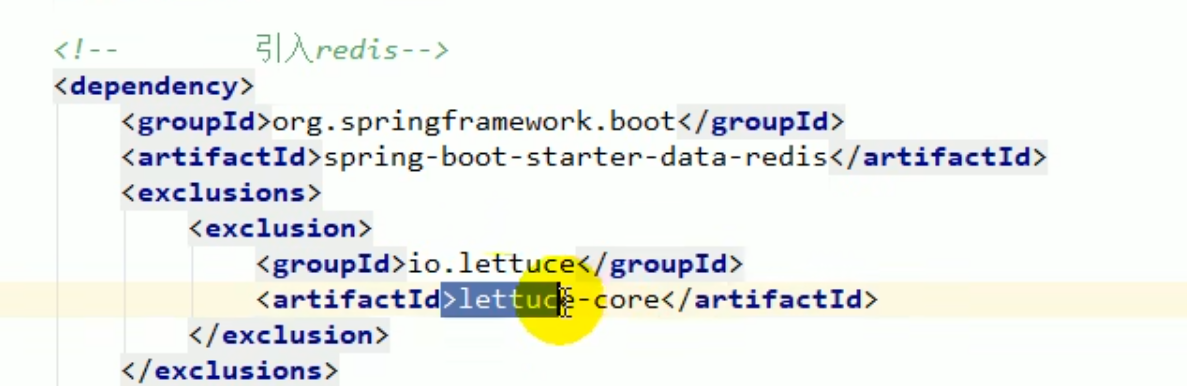 <!--        引入redis-->
<dependency>
    <groupId>org.springframework.boot</groupId>
    <artifactId>spring-boot-starter-data-redis</artifactId>
    <exclusions>
        <exclusion>
            <groupId>io.lettuce</groupId>
            <artifactId>lettuce-core</artifactId>
        </exclusion>
    </exclusions>